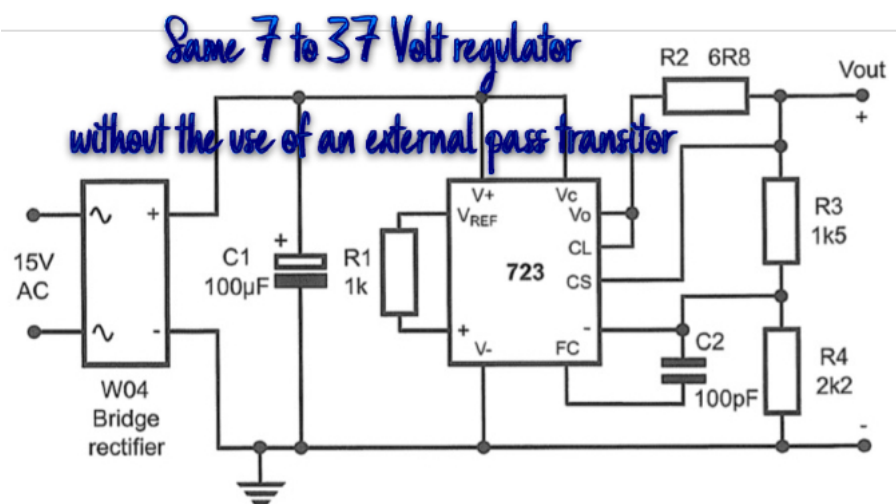 Same 7 to 37 Volt regulator
without the use of an external pass transitor
R2 6R8
Vout
+
V+
Vc
VREF
Vo
CL
723
CS
+
-
V-
FC
15V
AC
+
-
W04
Bridge
rectifier
+
C1
100µF
R1
1k
R3
1k5
C2
100pF
R4
2k2
-